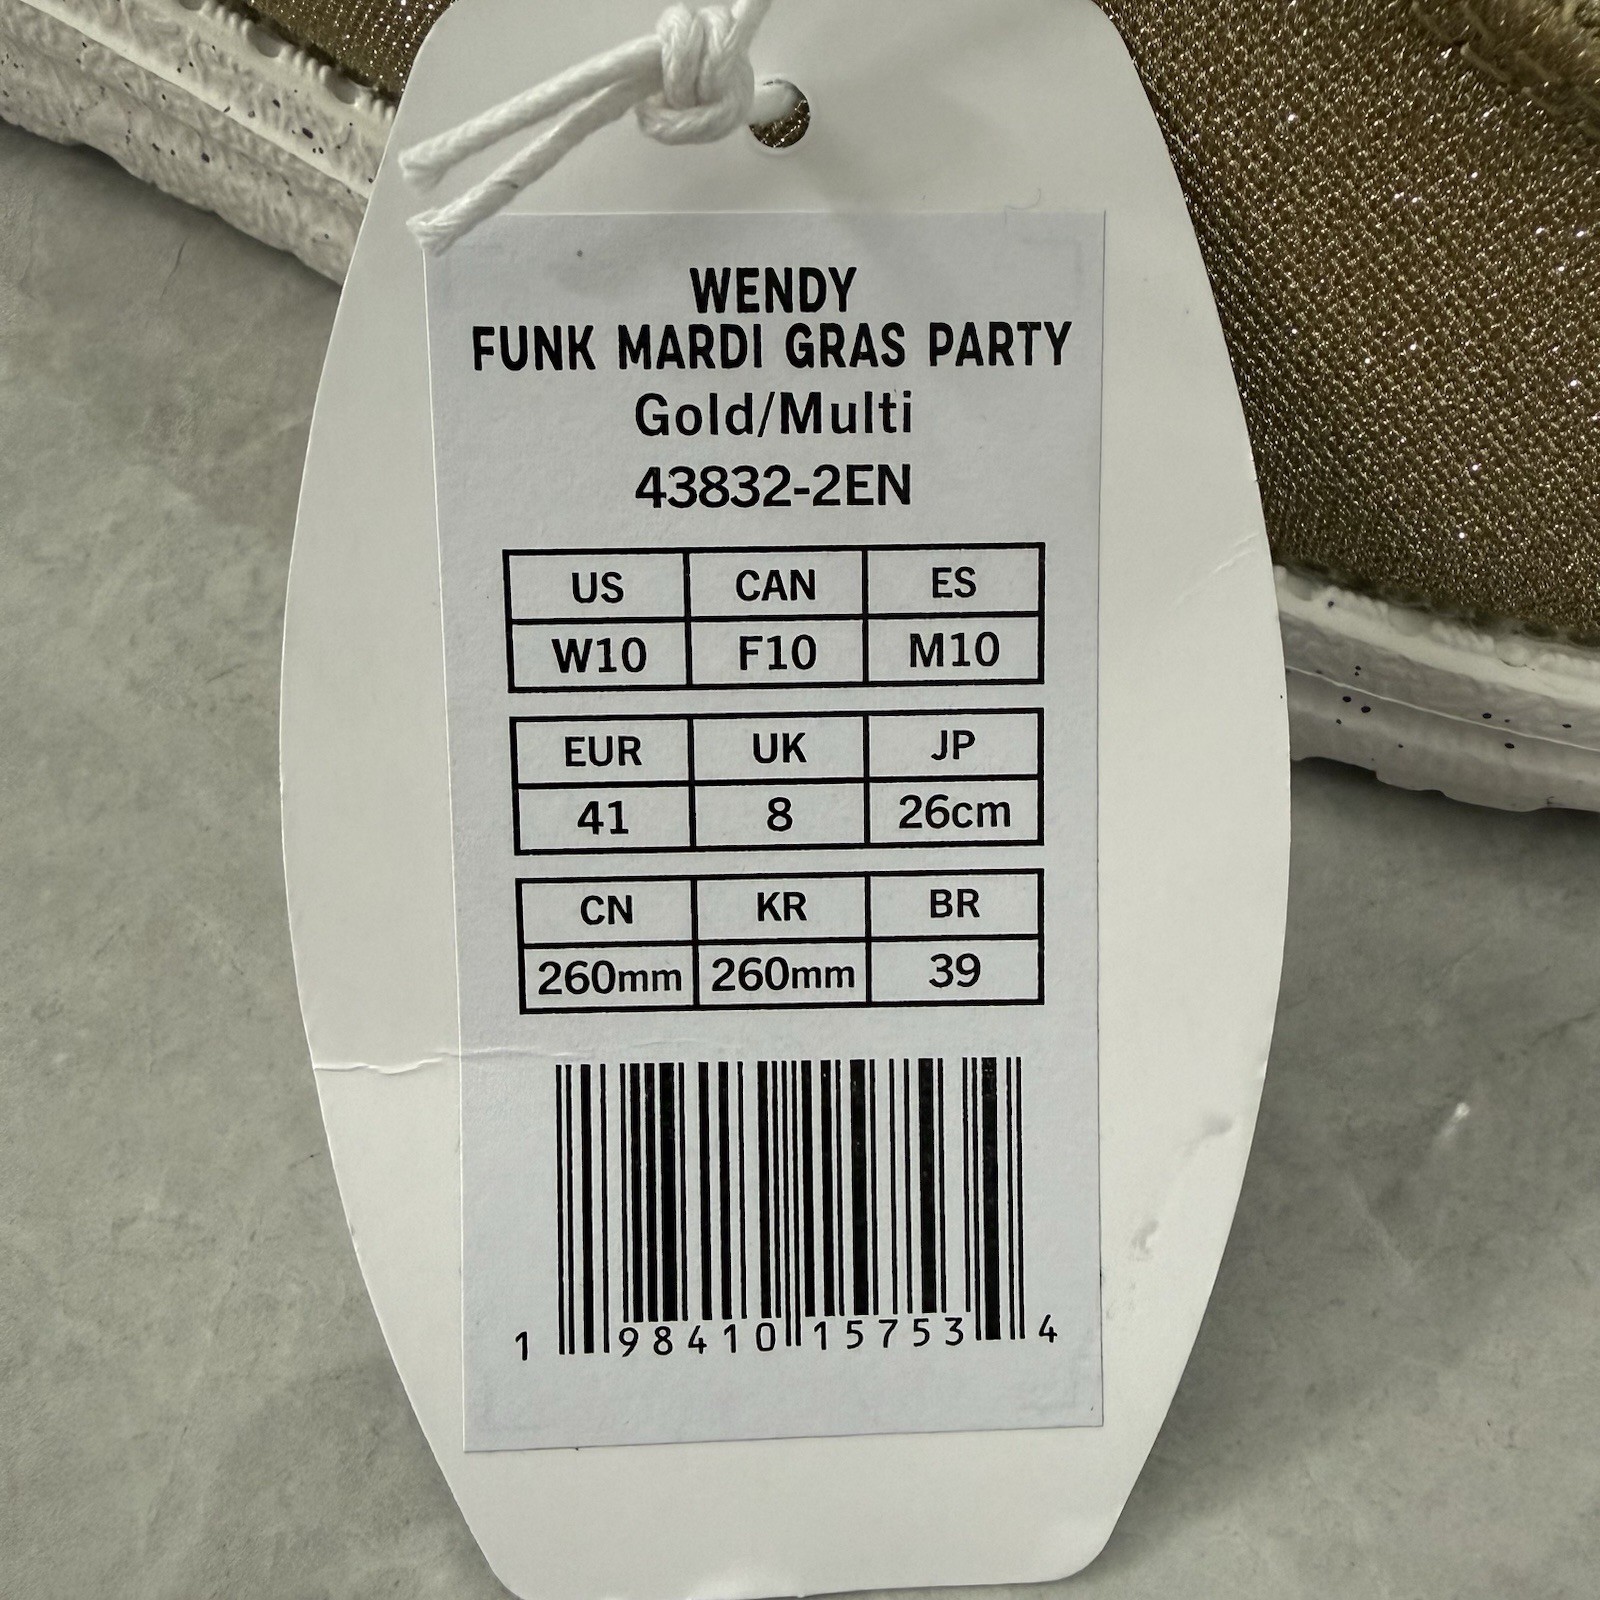 WENDY
FUNK MARDI GRAS PARTY
Gold/Multi
43832-2EN
US CAN ES
W10 F10 M10
EUR UK JP
41 8 26cm
CN KR BR
260mm 260mm 39
1 98410 15753 4